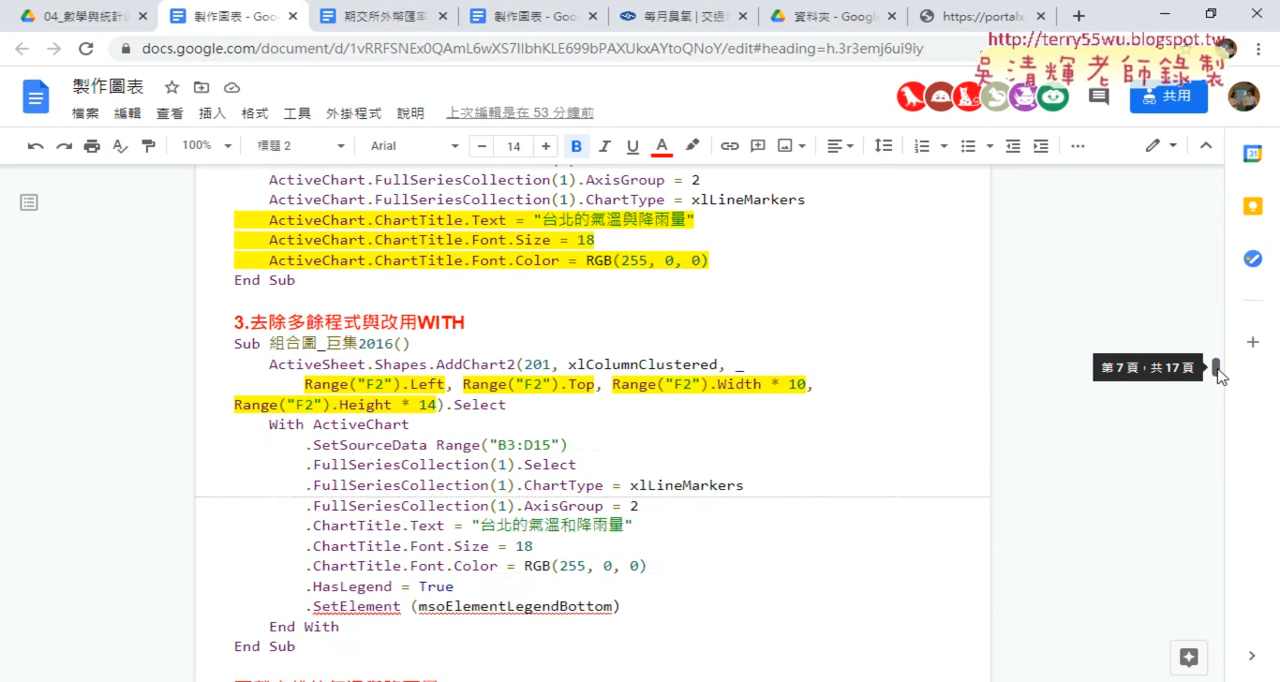 04_數學與統計
製作圖表 - Goo
期交所外幣匯率
製作圖表 - Goo
每月臭氧 | 交通
資料夾 - Google
https://portalx.
docs.google.com/document/d/1vRRFSNEx0QAmL6wXS7IIbhKLE699bPAXUkxAYtoQNoY/edit#heading=h.3r3emj6ui9iy
http://terry55wu.blogspot.tw
吳清輝老師錄製
製作圖表
檔案 編輯 查看 插入 格式 工具 外掛程式 說明 上次編輯是在 53 分鐘前
共用
100% 標題 2 Arial 14 B I U A
ActiveChart.FullSeriesCollection(1).AxisGroup = 2
ActiveChart.FullSeriesCollection(1).ChartType = xlLineMarkers
ActiveChart.ChartTitle.Text = "台北的氣溫與降雨量"
ActiveChart.ChartTitle.Font.Size = 18
ActiveChart.ChartTitle.Font.Color = RGB(255, 0, 0)
End Sub
3.去除多餘程式與改用WITH
Sub 組合圖_巨集2016()
ActiveSheet.Shapes.AddChart2(201, xlColumnClustered, _
Range("F2").Left, Range("F2").Top, Range("F2").Width * 10,
Range("F2").Height * 14).Select
With ActiveChart
.SetSourceData Range("B3:D15")
.FullSeriesCollection(1).Select
.FullSeriesCollection(1).ChartType = xlLineMarkers
.FullSeriesCollection(1).AxisGroup = 2
.ChartTitle.Text = "台北的氣溫和降雨量"
.ChartTitle.Font.Size = 18
.ChartTitle.Font.Color = RGB(255, 0, 0)
.HasLegend = True
.SetElement (msoElementLegendBottom)
End With
End Sub
第 7 頁，共 17 頁
31